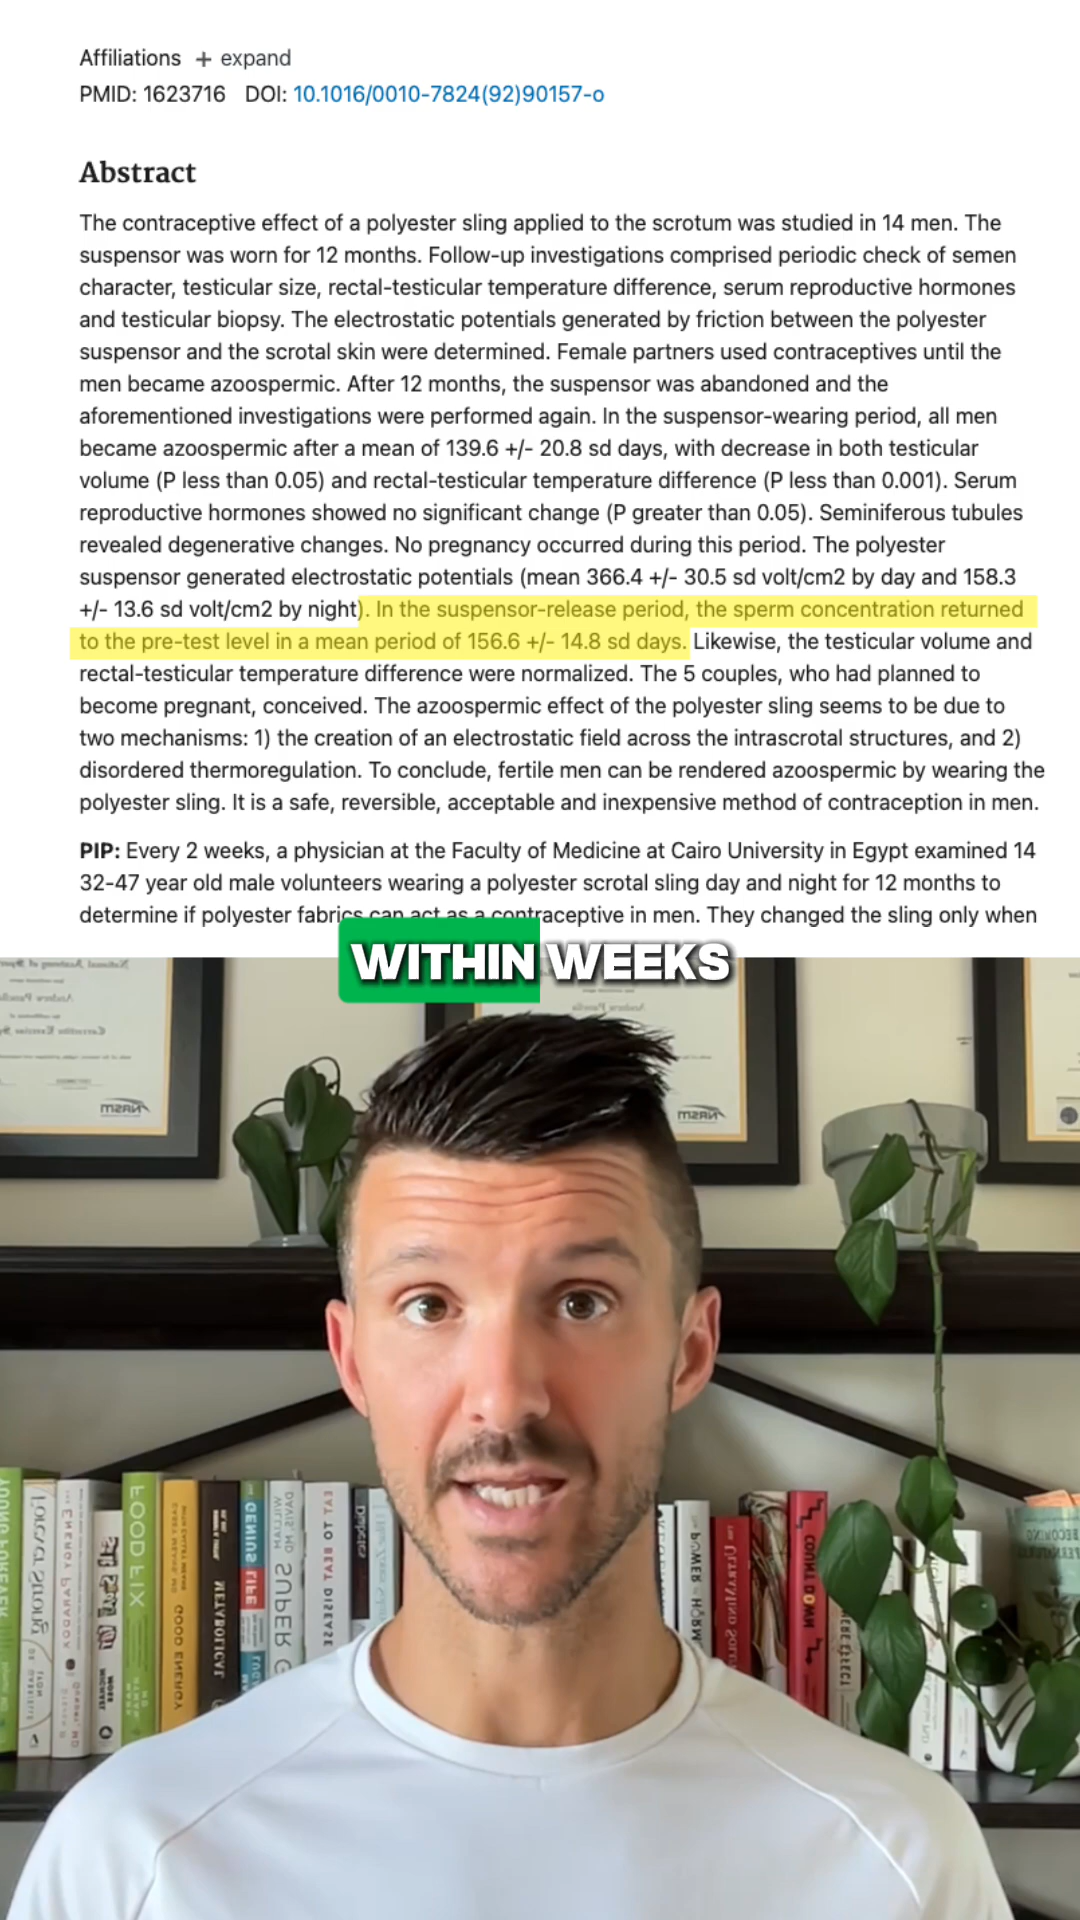 Affiliations + expand
PMID: 1623716 DOI: 10.1016/0010-7824(92)90157-o
Abstract
The contraceptive effect of a polyester sling applied to the scrotum was studied in 14 men. The
suspensor was worn for 12 months. Follow-up investigations comprised periodic check of semen
character, testicular size, rectal-testicular temperature difference, serum reproductive hormones
and testicular biopsy. The electrostatic potentials generated by friction between the polyester
suspensor and the scrotal skin were determined. Female partners used contraceptives until the
men became azoospermic. After 12 months, the suspensor was abandoned and the
aforementioned investigations were performed again. In the suspensor-wearing period, all men
became azoospermic after a mean of 139.6 +/- 20.8 sd days, with decrease in both testicular
volume (P less than 0.05) and rectal-testicular temperature difference (P less than 0.001). Serum
reproductive hormones showed no significant change (P greater than 0.05). Seminiferous tubules
revealed degenerative changes. No pregnancy occurred during this period. The polyester
suspensor generated electrostatic potentials (mean 366.4 +/- 30.5 sd volt/cm2 by day and 158.3
+/- 13.6 sd volt/cm2 by night). In the suspensor-release period, the sperm concentration returned
to the pre-test level in a mean period of 156.6 +/- 14.8 sd days. Likewise, the testicular volume and
rectal-testicular temperature difference were normalized. The 5 couples, who had planned to
become pregnant, conceived. The azoospermic effect of the polyester sling seems to be due to
two mechanisms: 1) the creation of an electrostatic field across the intrascrotal structures, and 2)
disordered thermoregulation. To conclude, fertile men can be rendered azoospermic by wearing the
polyester sling. It is a safe, reversible, acceptable and inexpensive method of contraception in men.
PIP: Every 2 weeks, a physician at the Faculty of Medicine at Cairo University in Egypt examined 14
32-47 year old male volunteers wearing a polyester scrotal sling day and night for 12 months to
determine if polyester fabrics can act as a contraceptive in men. They changed the sling only when
WITHIN WEEKS
NASM
NASM
FOOD FIX
GOOD ENERGY
GENIUS LIFE
SUPER
EAT TO BEAT DISEASE
ENERGY PARADOX
POWER